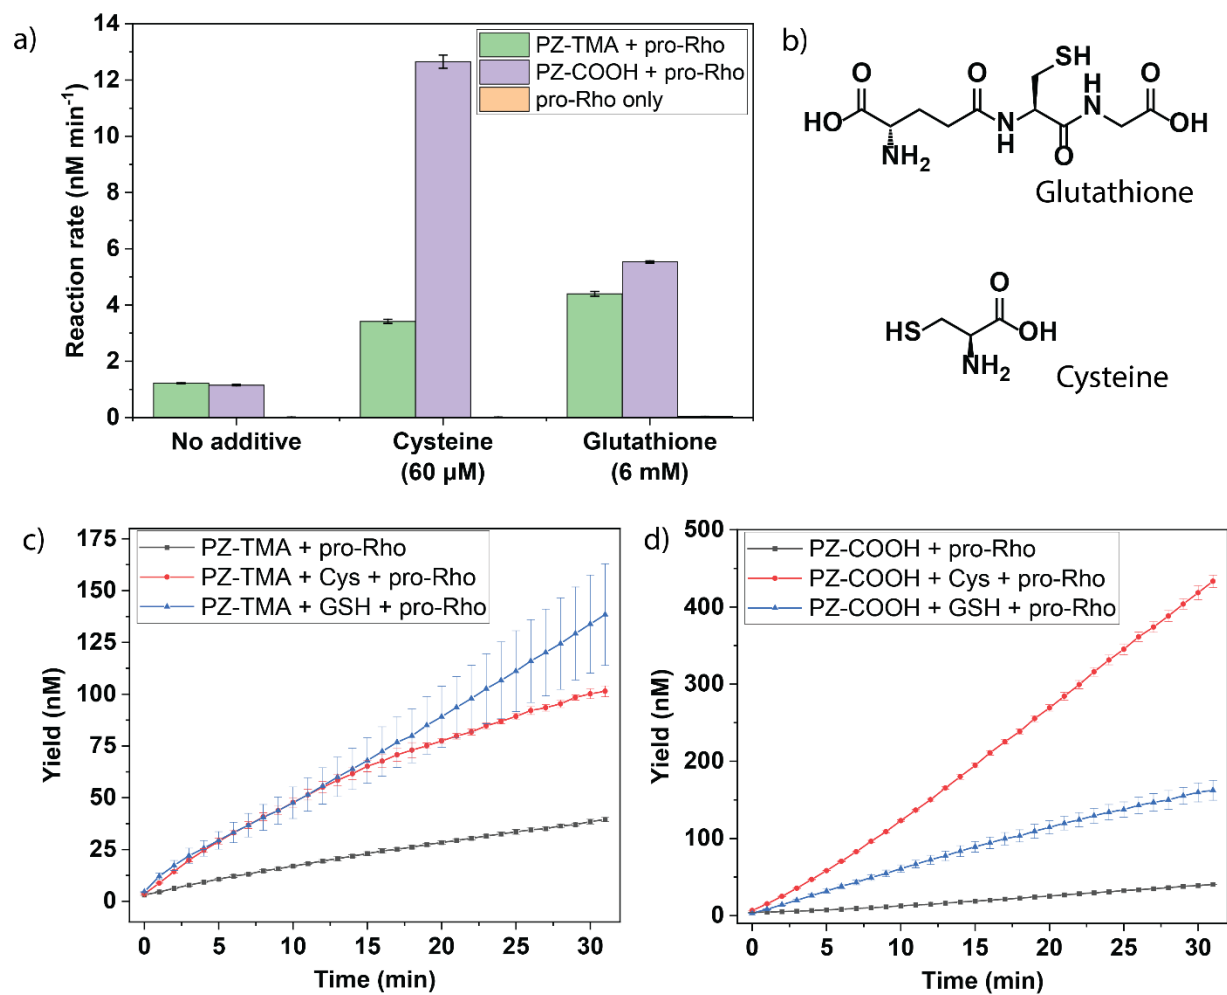 a)
14
12
10
8
6
4
2
0
Reaction rate (nM min⁻¹)
PZ-TMA + pro-Rho
PZ-COOH + pro-Rho
pro-Rho only
No additive
Cysteine
(60 µM)
Glutathione
(6 mM)
b)
SH
O
O
H
N
O
HO
N
H
OH
NH₂
O
Glutathione
O
HS
OH
NH₂
Cysteine
c)
175
150
125
100
75
50
25
0
Yield (nM)
PZ-TMA + pro-Rho
PZ-TMA + Cys + pro-Rho
PZ-TMA + GSH + pro-Rho
0 5 10 15 20 25 30
Time (min)
d)
500
400
300
200
100
0
Yield (nM)
PZ-COOH + pro-Rho
PZ-COOH + Cys + pro-Rho
PZ-COOH + GSH + pro-Rho
0 5 10 15 20 25 30
Time (min)